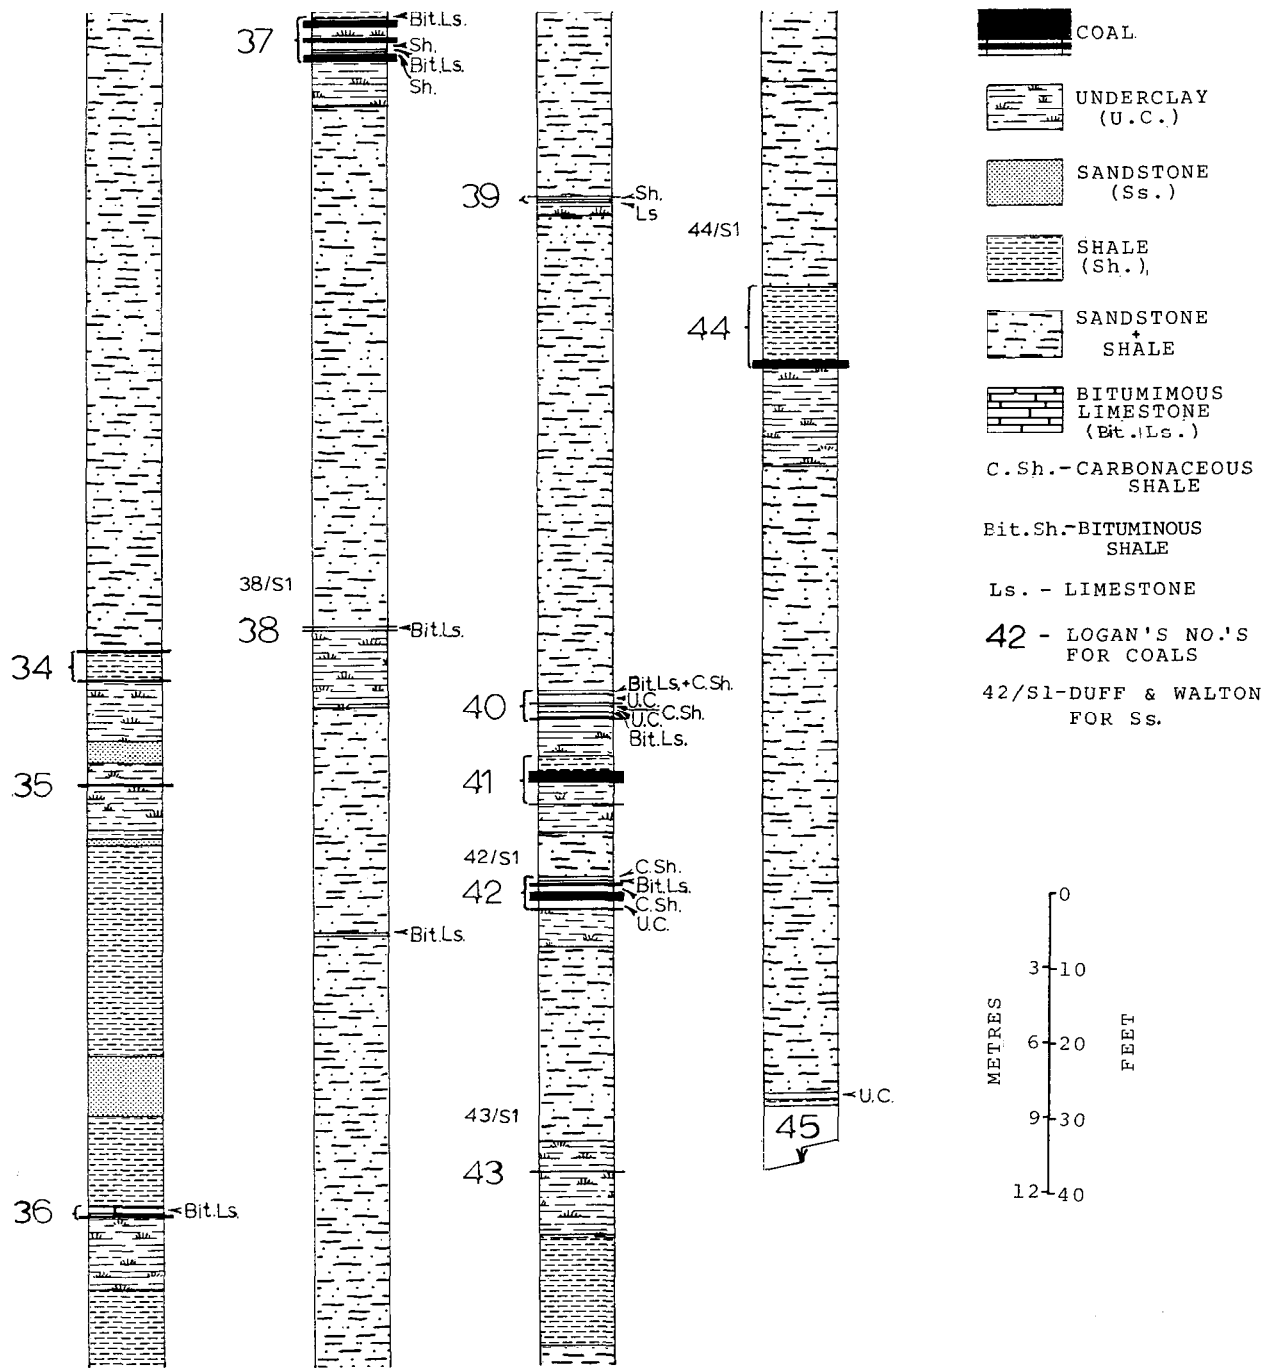 34
35
36
Bit.Ls.
37
Bit.Ls.
Sh.
Bit.Ls.
Sh.
38/S1
38
Bit.Ls.
Bit.Ls.
39
Sh.
Ls
40
Bit.Ls.+C.Sh.
U.C.
C.Sh.
U.C.
Bit.Ls.
41
42/S1
42
C.Sh.
Bit.Ls.
C.Sh.
U.C.
43/S1
43
44/S1
44
U.C.
45
COAL
UNDERCLAY
(U.C.)
SANDSTONE
(Ss.)
SHALE
(Sh.)
SANDSTONE
+
SHALE
BITUMIMOUS
LIMESTONE
(Bit.Ls.)
C.Sh.-CARBONACEOUS
SHALE
Bit.Sh.-BITUMINOUS
SHALE
Ls. - LIMESTONE
42 - LOGAN'S NO.'S
FOR COALS
42/S1-DUFF & WALTON
FOR Ss.
0
3 10
6 20
9 30
12 40
METRES
FEET